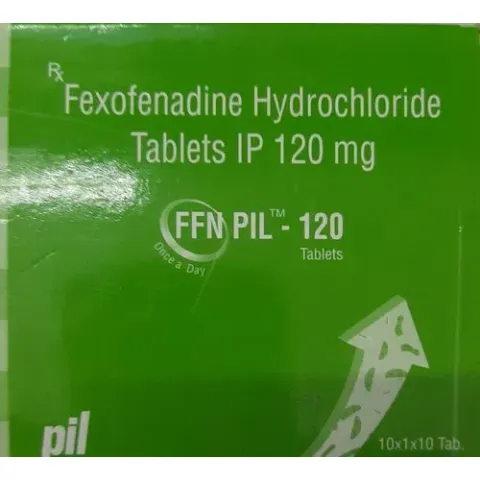 Rx
Fexofenadine Hydrochloride
Tablets IP 120 mg
FFN PIL™ - 120
Tablets
Once a Day
pil
10x1x10 Tab.